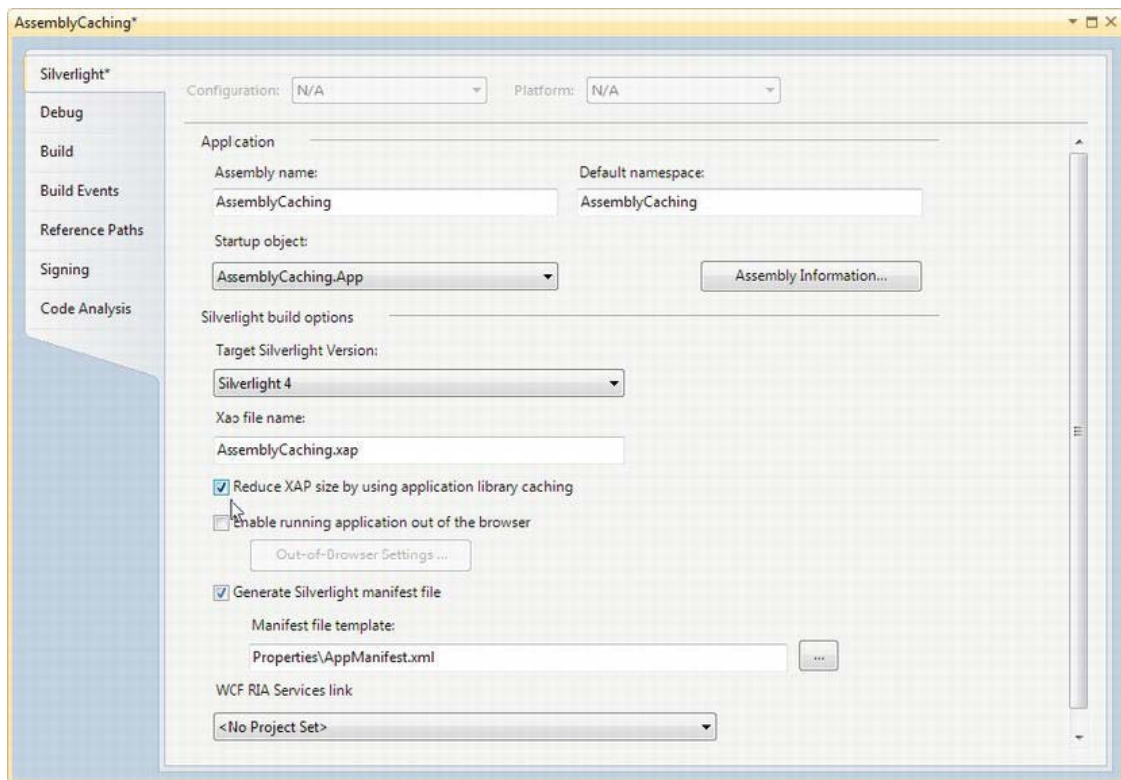 AssemblyCaching*
Silverlight*
Debug
Build
Build Events
Reference Paths
Signing
Code Analysis
Configuration: N/A Platform: N/A
Application
Assembly name: Default namespace:
AssemblyCaching AssemblyCaching
Startup object:
AssemblyCaching.App Assembly Information...
Silverlight build options
Target Silverlight Version:
Silverlight 4
Xap file name:
AssemblyCaching.xap
Reduce XAP size by using application library caching
Enable running application out of the browser
Out-of-Browser Settings ...
Generate Silverlight manifest file
Manifest file template:
Properties\AppManifest.xml ...
WCF RIA Services link
<No Project Set>